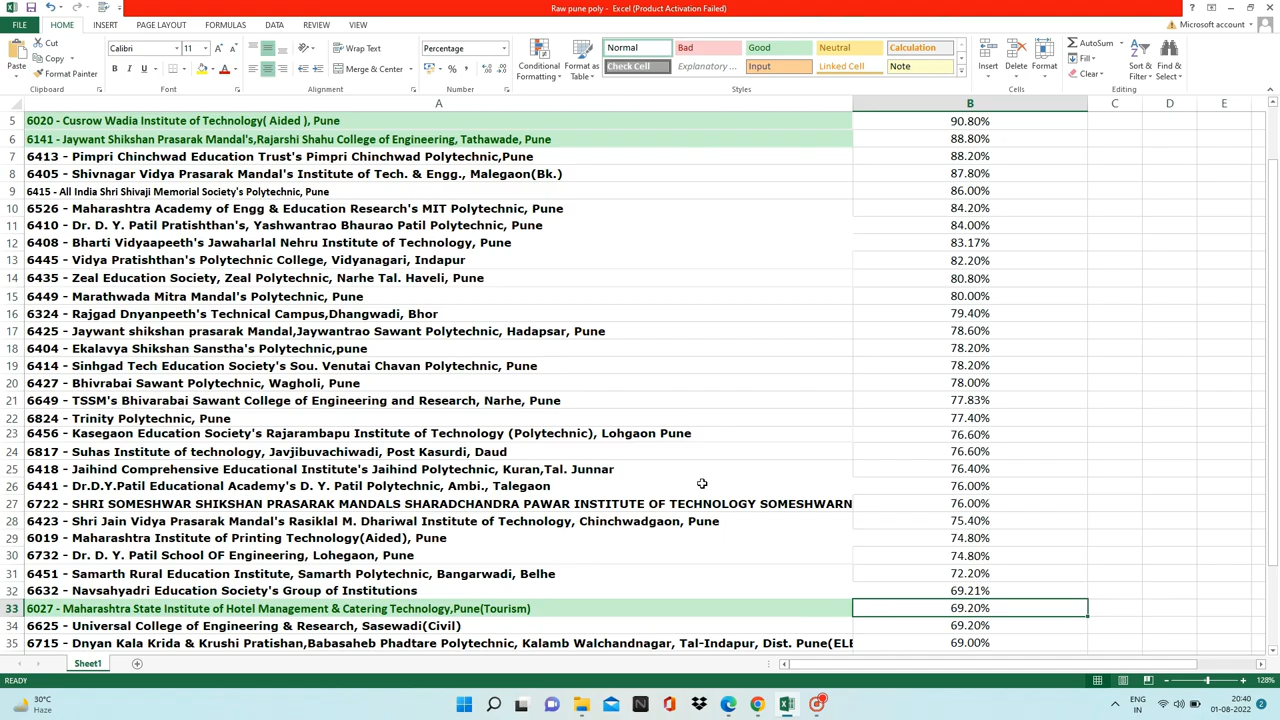 Raw pune poly - Excel (Product Activation Failed)
FILE HOME INSERT PAGE LAYOUT FORMULAS DATA REVIEW VIEW Microsoft account
Cut
Copy
Format Painter
Paste
Clipboard
Calibri 11
B I U
Font
Wrap Text
Merge & Center
Alignment
Percentage
%
Number
Conditional Formatting
Format as Table
Normal Bad Good Neutral Calculation
Check Cell Explanatory ... Input Linked Cell Note
Styles
Insert Delete Format
Cells
AutoSum
Fill
Clear
Sort & Filter
Find & Select
Editing
A B C D E
5 6020 - Cusrow Wadia Institute of Technology( Aided ), Pune 90.80%
6 6141 - Jaywant Shikshan Prasarak Mandal's,Rajarshi Shahu College of Engineering, Tathawade, Pune 88.80%
7 6413 - Pimpri Chinchwad Education Trust's Pimpri Chinchwad Polytechnic,Pune 88.20%
8 6405 - Shivnagar Vidya Prasarak Mandal's Institute of Tech. & Engg., Malegaon(Bk.) 87.80%
9 6415 - All India Shri Shivaji Memorial Society's Polytechnic, Pune 86.00%
10 6526 - Maharashtra Academy of Engg & Education Research's MIT Polytechnic, Pune 84.20%
11 6410 - Dr. D. Y. Patil Pratishthan's, Yashwantrao Bhaurao Patil Polytechnic, Pune 84.00%
12 6408 - Bharti Vidyaapeeth's Jawaharlal Nehru Institute of Technology, Pune 83.17%
13 6445 - Vidya Pratishthan's Polytechnic College, Vidyanagari, Indapur 82.20%
14 6435 - Zeal Education Society, Zeal Polytechnic, Narhe Tal. Haveli, Pune 80.80%
15 6449 - Marathwada Mitra Mandal's Polytechnic, Pune 80.00%
16 6324 - Rajgad Dnyanpeeth's Technical Campus,Dhangwadi, Bhor 79.40%
17 6425 - Jaywant shikshan prasarak Mandal,Jaywantrao Sawant Polytechnic, Hadapsar, Pune 78.60%
18 6404 - Ekalavya Shikshan Sanstha's Polytechnic,pune 78.20%
19 6414 - Sinhgad Tech Education Society's Sou. Venutai Chavan Polytechnic, Pune 78.20%
20 6427 - Bhivrabai Sawant Polytechnic, Wagholi, Pune 78.00%
21 6649 - TSSM's Bhivarabai Sawant College of Engineering and Research, Narhe, Pune 77.83%
22 6824 - Trinity Polytechnic, Pune 77.40%
23 6456 - Kasegaon Education Society's Rajarambapu Institute of Technology (Polytechnic), Lohgaon Pune 76.60%
24 6817 - Suhas Institute of technology, Javjibuvachiwadi, Post Kasurdi, Daud 76.60%
25 6418 - Jaihind Comprehensive Educational Institute's Jaihind Polytechnic, Kuran,Tal. Junnar 76.40%
26 6441 - Dr.D.Y.Patil Educational Academy's D. Y. Patil Polytechnic, Ambi., Talegaon 76.00%
27 6722 - SHRI SOMESHWAR SHIKSHAN PRASARAK MANDALS SHARADCHANDRA PAWAR INSTITUTE OF TECHNOLOGY SOMESHWARN 76.00%
28 6423 - Shri Jain Vidya Prasarak Mandal's Rasiklal M. Dhariwal Institute of Technology, Chinchwadgaon, Pune 75.40%
29 6019 - Maharashtra Institute of Printing Technology(Aided), Pune 74.80%
30 6732 - Dr. D. Y. Patil School OF Engineering, Lohegaon, Pune 74.80%
31 6451 - Samarth Rural Education Institute, Samarth Polytechnic, Bangarwadi, Belhe 72.20%
32 6632 - Navsahyadri Education Society's Group of Institutions 69.21%
33 6027 - Maharashtra State Institute of Hotel Management & Catering Technology,Pune(Tourism) 69.20%
34 6625 - Universal College of Engineering & Research, Sasewadi(Civil) 69.20%
35 6715 - Dnyan Kala Krida & Krushi Pratishan,Babasaheb Phadtare Polytechnic, Kalamb Walchandnagar, Tal-Indapur, Dist. Pune(ELE 69.00%
Sheet1
READY 128%
30°C
Haze
ENG
IN
20:40
01-08-2022